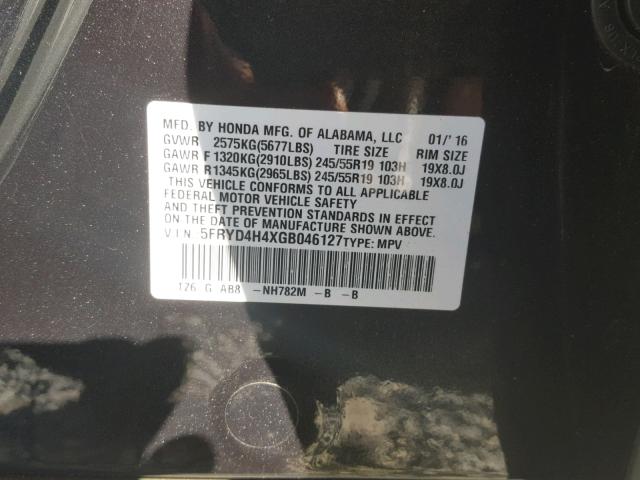 MFD. BY HONDA MFG. OF ALABAMA, LLC 01/'16
GVWR 2575KG(5677LBS) TIRE SIZE RIM SIZE
GAWR F 1320KG(2910LBS) 245/55R19 103H 19X8.0J
GAWR R1345KG(2965LBS) 245/55R19 103H 19X8.0J
THIS VEHICLE CONFORMS TO ALL APPLICABLE
FEDERAL MOTOR VEHICLE SAFETY
AND THEFT PREVENTION STANDARDS IN EFFECT
ON THE DATE OF MANUFACTURE SHOWN ABOVE.
V I N: 5FRYD4H4XGB046127 TYPE: MPV
176 G AB8 -NH782M -B -B